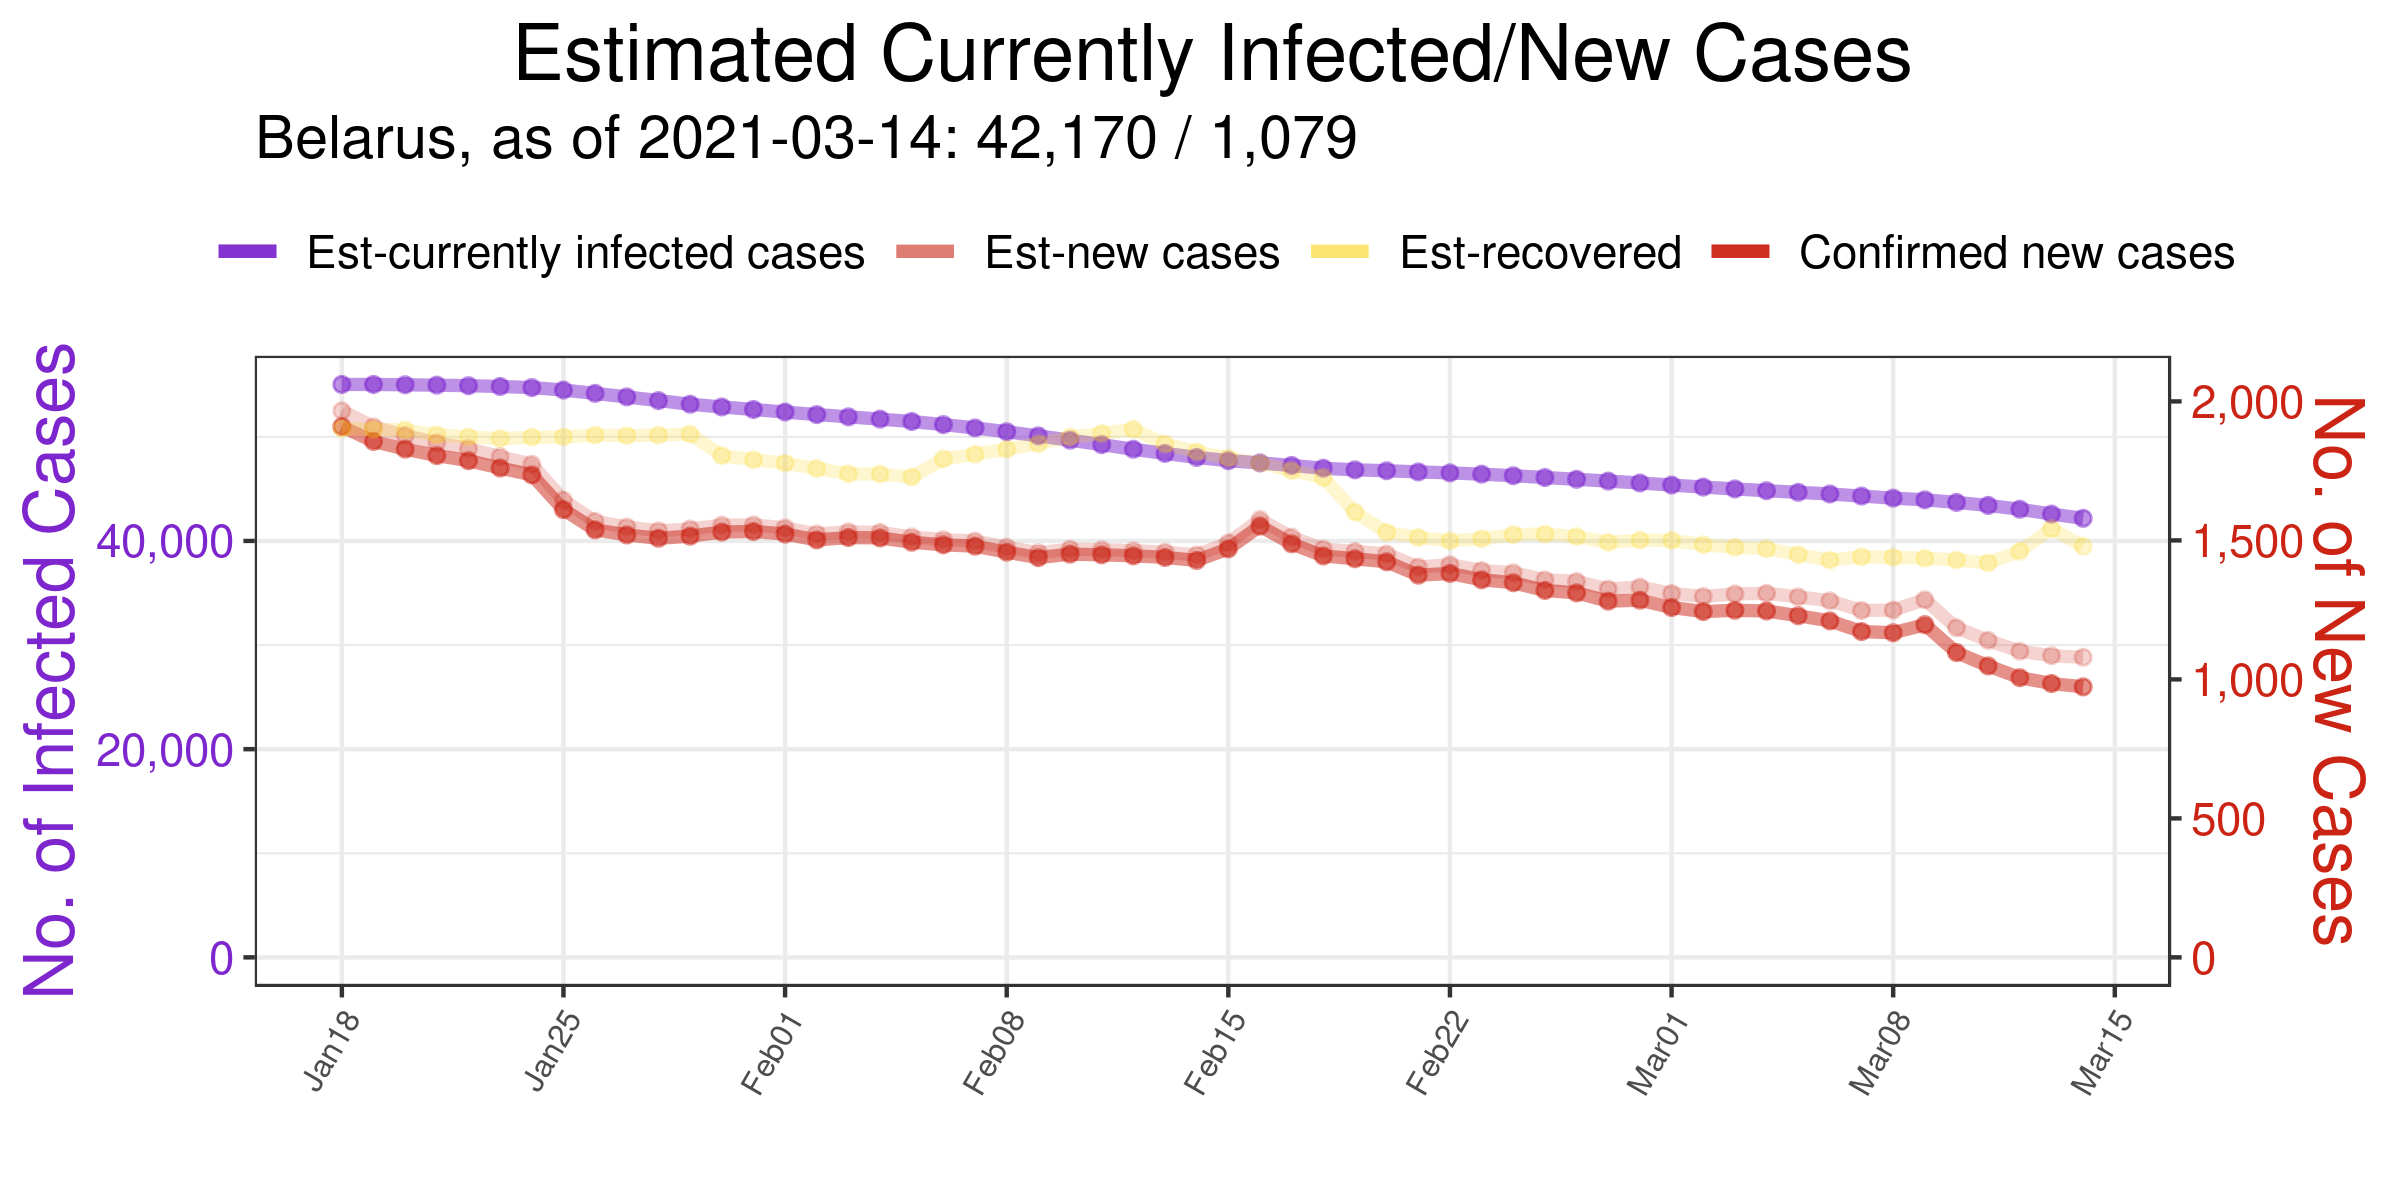 Estimated Currently Infected/New Cases
Belarus, as of 2021-03-14: 42,170 / 1,079
Est-currently infected cases Est-new cases Est-recovered Confirmed new cases
No. of Infected Cases
40,000
20,000
0
2,000
1,500
1,000
500
0
No. of New Cases
Jan18 Jan25 Feb01 Feb08 Feb15 Feb22 Mar01 Mar08 Mar15